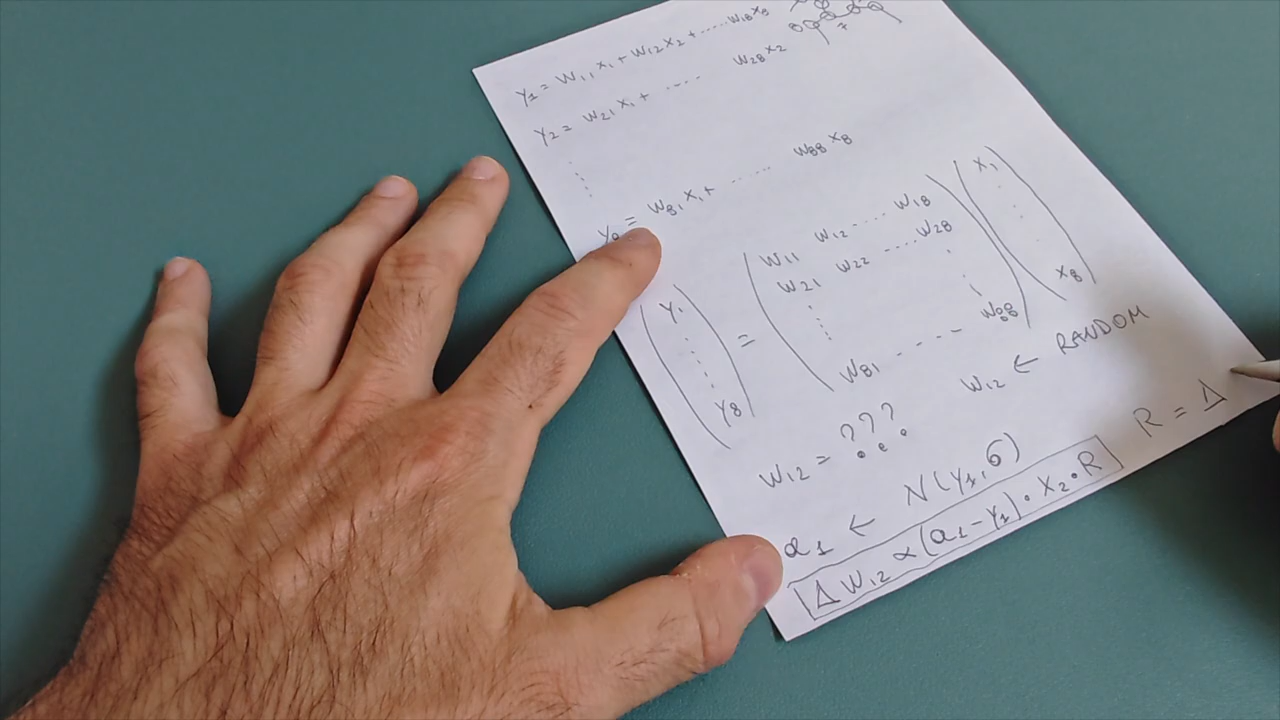 Y1 = W11 X1 + W12 X2 + ..... W18 X8
Y2 = W21 X1 + ..... W28 X2
Y8 = W81 X1 + ..... W88 X8
( Y1 ... Y8 ) = ( W11 W12 .... W18
W21 W22 .... W28
W81 - - - - W88 ) ( X1 ... X8 )
W12 = ??? W12 ← RANDOM
a1 ← N(Y1, σ)
ΔW12 ∝ (a1 - Y1) · X2 · R R = Δ